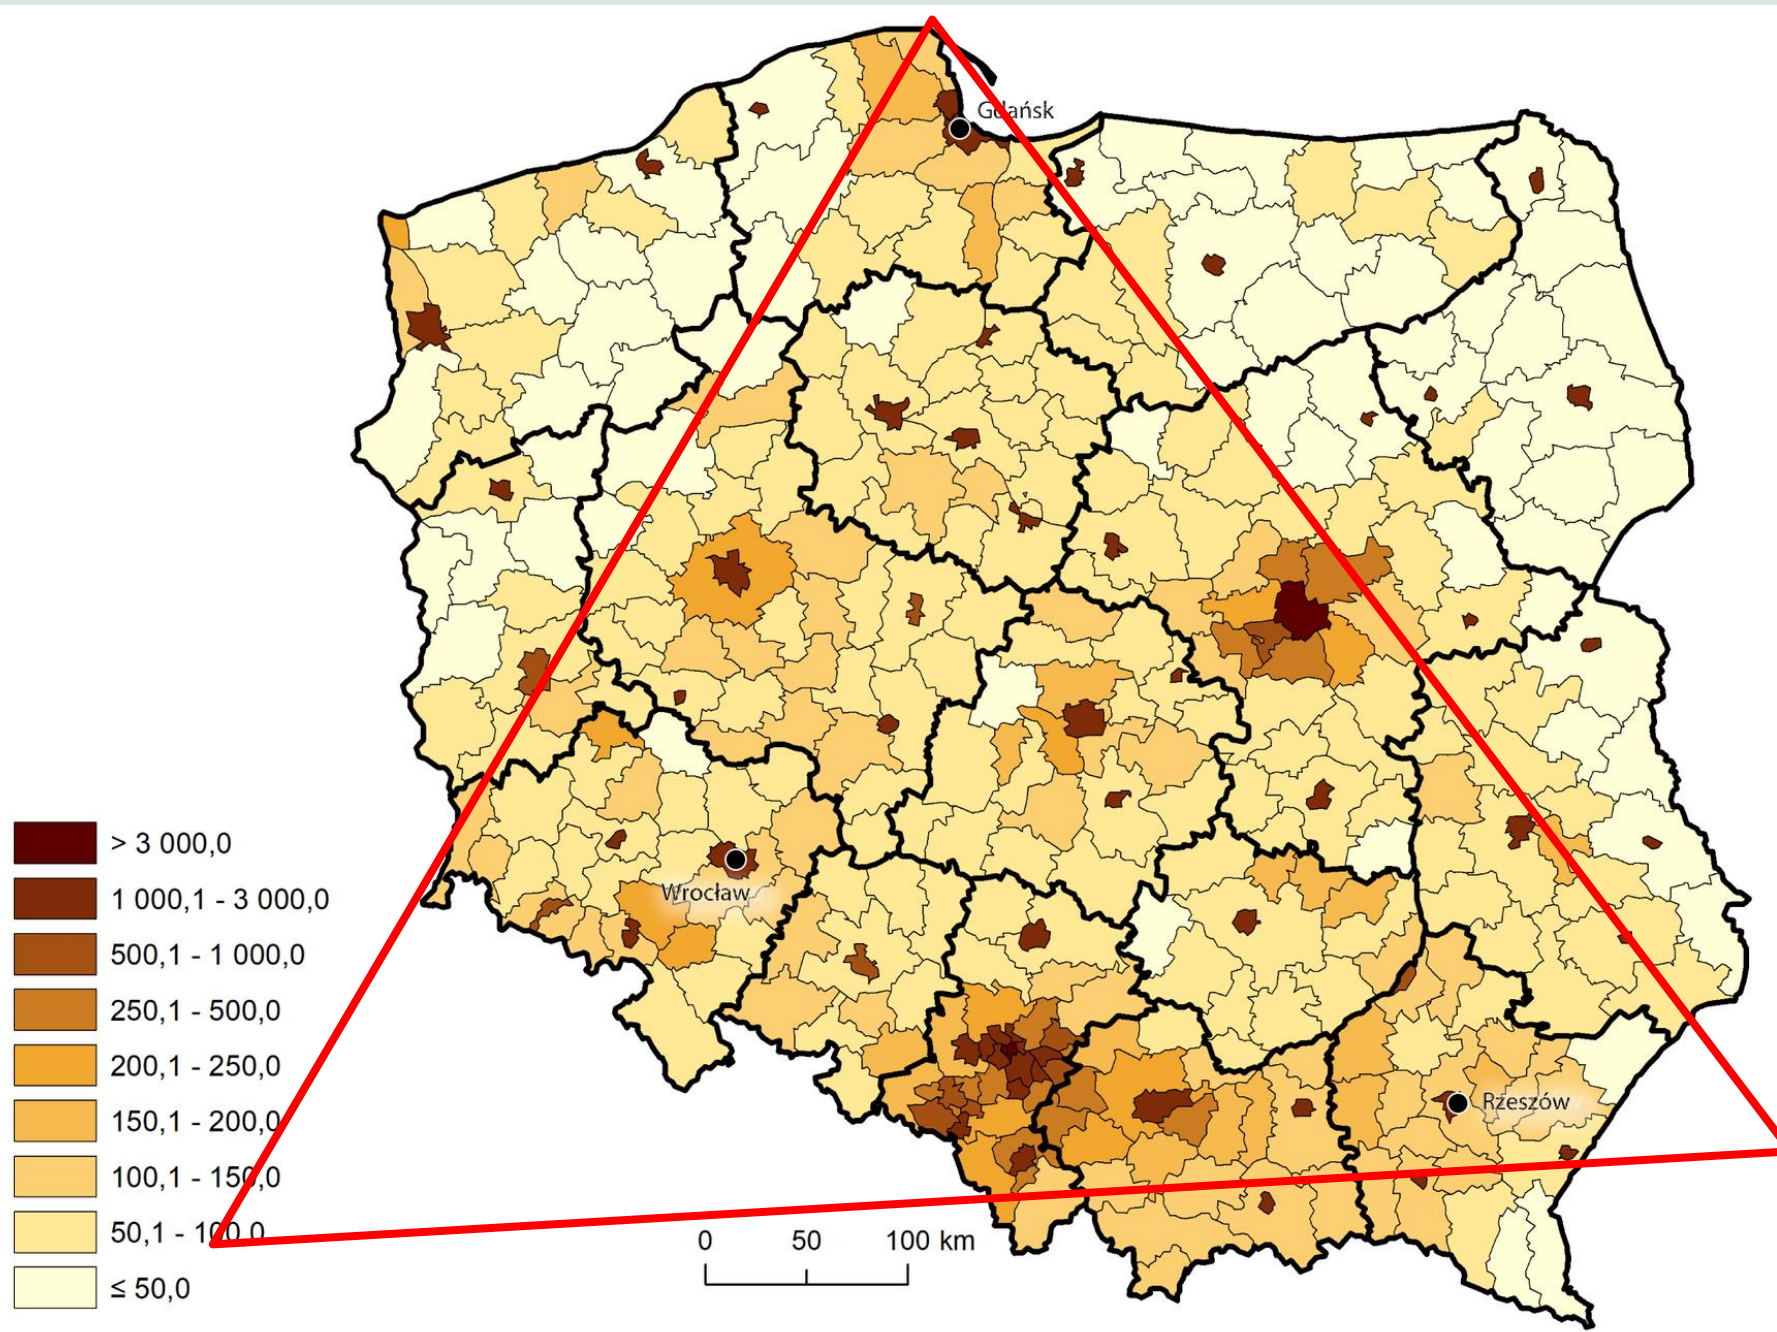 Gdańsk
Wrocław
Rzeszów
> 3 000,0
1 000,1 - 3 000,0
500,1 - 1 000,0
250,1 - 500,0
200,1 - 250,0
150,1 - 200,0
100,1 - 150,0
50,1 - 100,0
≤ 50,0
0 50 100 km